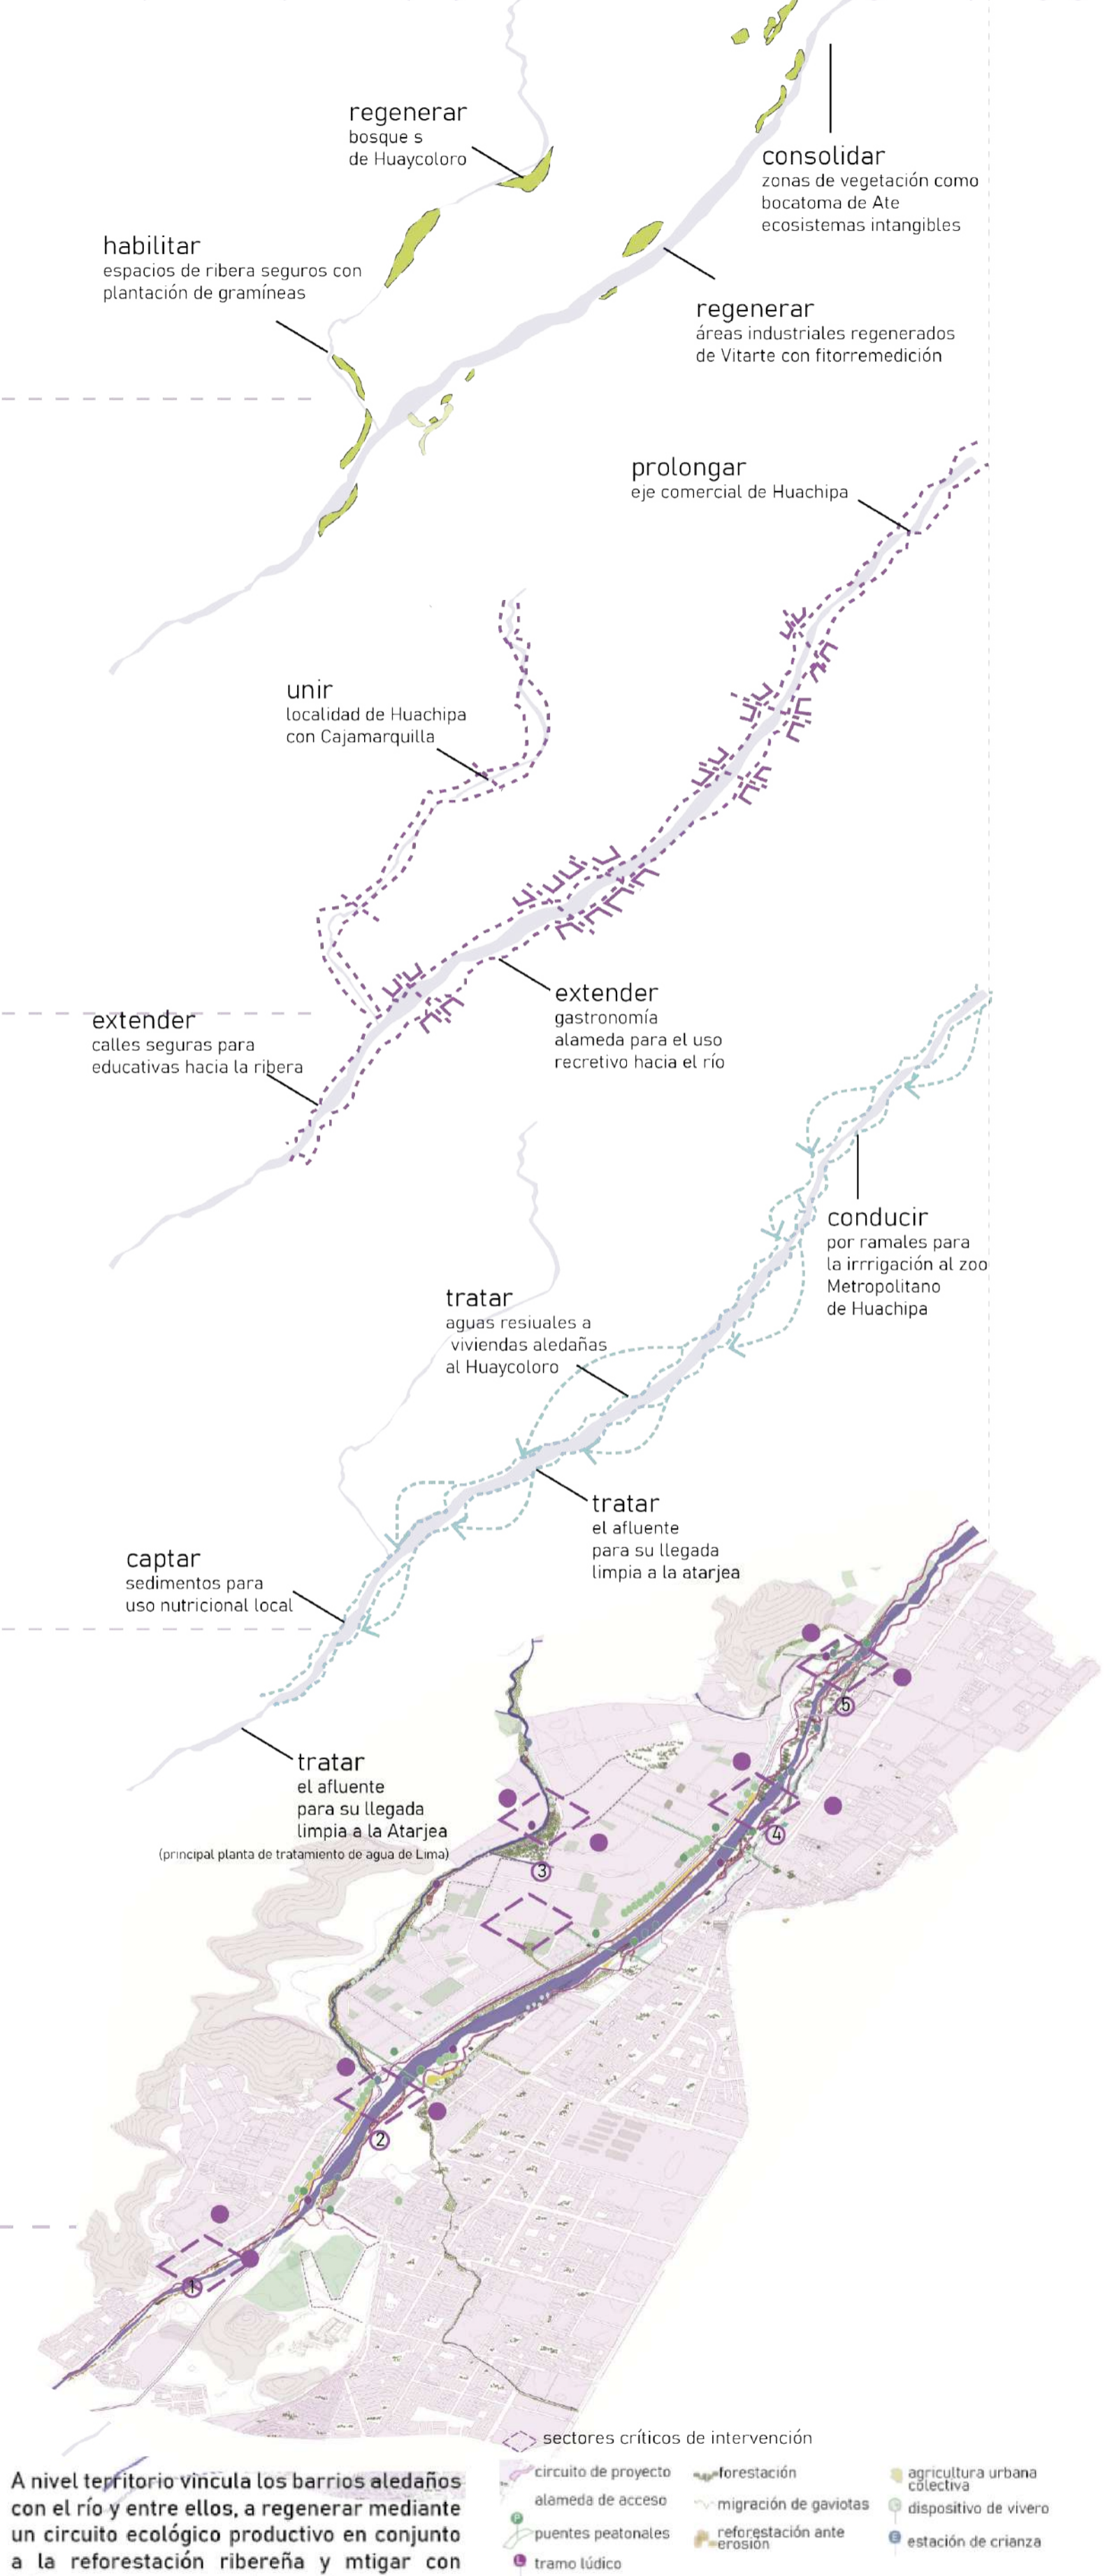 regenerar
bosque s
de Huaycoloro
consolidar
zonas de vegetación como
bocatoma de Ate
ecosistemas intangibles
habilitar
espacios de ribera seguros con
plantación de gramíneas
regenerar
áreas industriales regenerados
de Vitarte con fitorremedición
prolongar
eje comercial de Huachipa
unir
localidad de Huachipa
con Cajamarquilla
extender
gastronomía
alameda para el uso
recretivo hacia el río
extender
calles seguras para
educativas hacia la ribera
conducir
por ramales para
la irrrigación al zoo
Metropolitano
de Huachipa
tratar
aguas resiuales a
viviendas aledañas
al Huaycoloro
tratar
el afluente
para su llegada
limpia a la atarjea
captar
sedimentos para
uso nutricional local
tratar
el afluente
para su llegada
limpia a la Atarjea
(principal planta de tratamiento de agua de Lima)
5
4
3
2
1
sectores críticos de intervención
circuito de proyecto
alameda de acceso
P
puentes peatonales
L
tramo lúdico
forestación
migración de gaviotas
reforestación ante
erosión
agricultura urbana
colectiva
dispositivo de vivero
E
estación de crianza
A nivel territorio vincula los barrios aledaños
con el río y entre ellos, a regenerar mediante
un circuito ecológico productivo en conjunto
a la reforestación ribereña y mtigar con